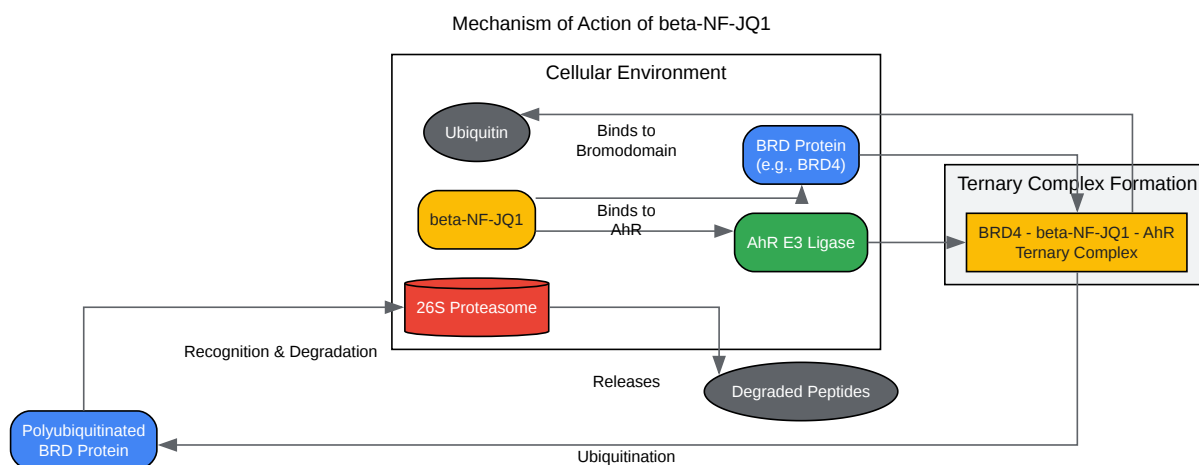 Mechanism of Action of beta-NF-JQ1
Cellular Environment
Ubiquitin
Binds to
Bromodomain
BRD Protein
(e.g., BRD4)
Ternary Complex Formation
beta-NF-JQ1
Binds to
AhR
AhR E3 Ligase
BRD4 - beta-NF-JQ1 - AhR
Ternary Complex
26S Proteasome
Recognition & Degradation
Releases
Degraded Peptides
Polyubiquitinated
BRD Protein
Ubiquitination